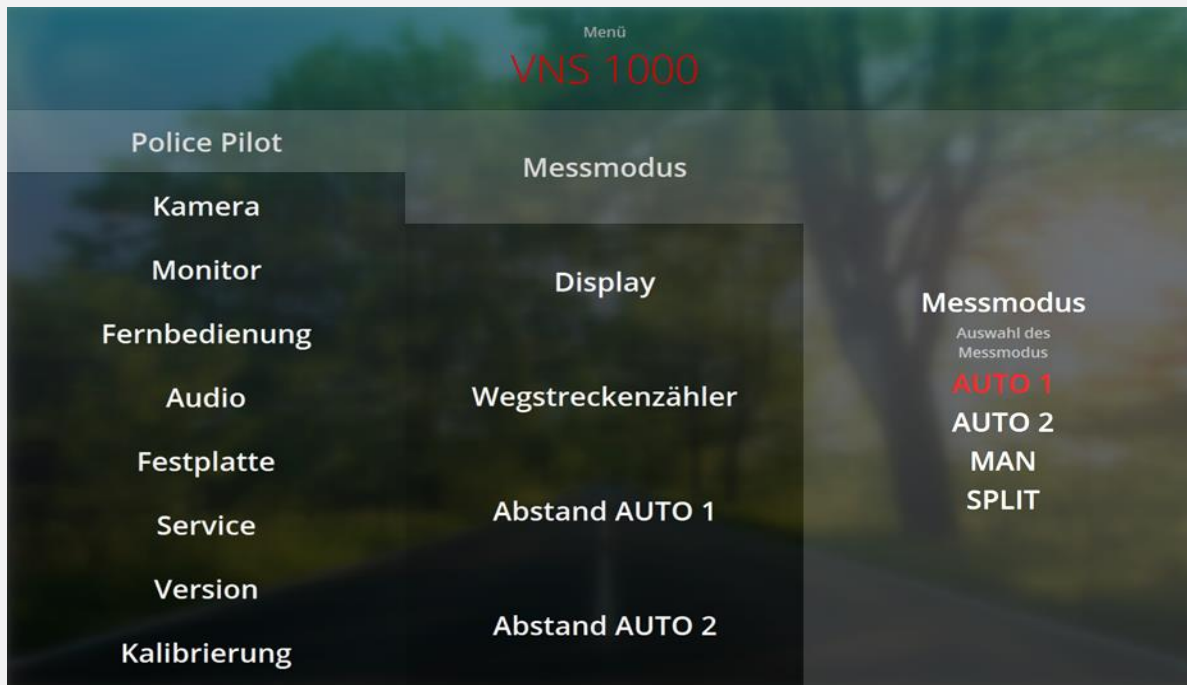 Menü
VNS 1000
Police Pilot
Kamera
Monitor
Fernbedienung
Audio
Festplatte
Service
Version
Kalibrierung
Messmodus
Display
Wegstreckenzähler
Abstand AUTO 1
Abstand AUTO 2
Messmodus
Auswahl des
Messmodus
AUTO 1
AUTO 2
MAN
SPLIT